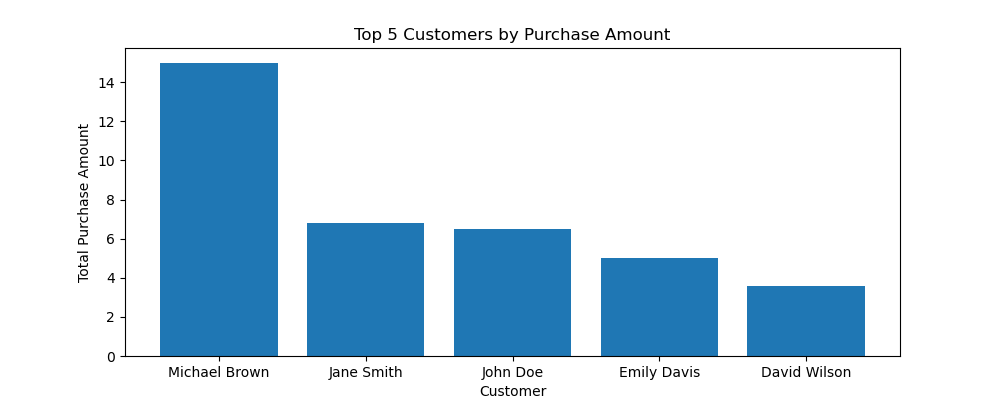 Top 5 Customers by Purchase Amount
Total Purchase Amount
14
12
10
8
6
4
2
0
Michael Brown Jane Smith John Doe Emily Davis David Wilson
Customer